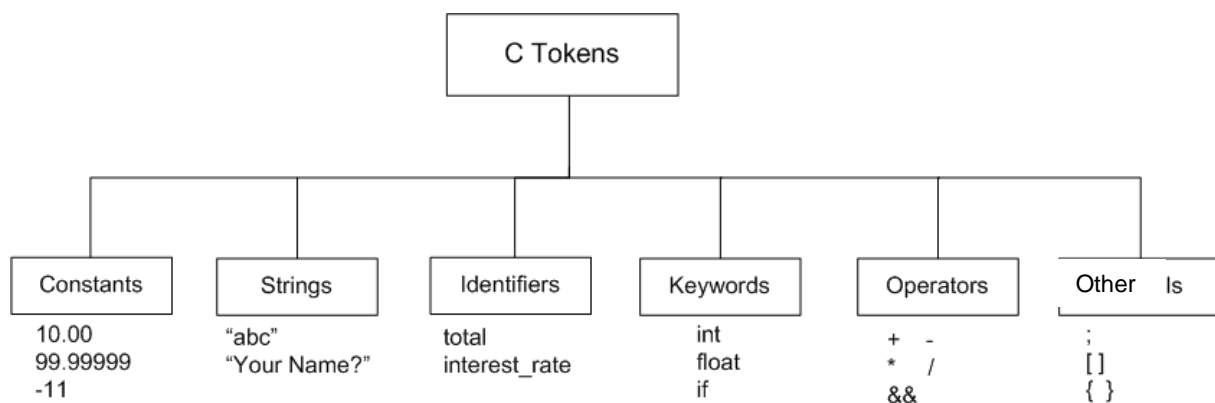 C Tokens
Constants
Strings
Identifiers
Keywords
Operators
Other ls
10.00
99.99999
-11
“abc”
“Your Name?”
total
interest_rate
int
float
if
+ -
* /
&&
;
[ ]
{ }